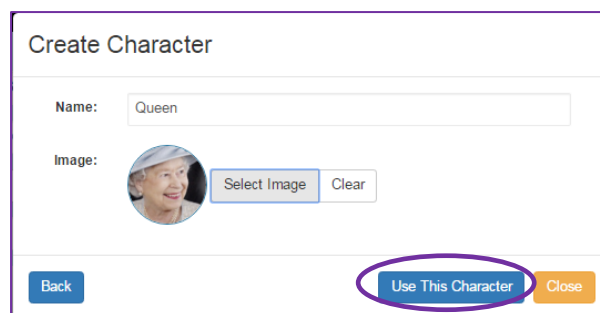 Create Character
Name: Queen
Image: Select Image Clear
Back Use This Character Close